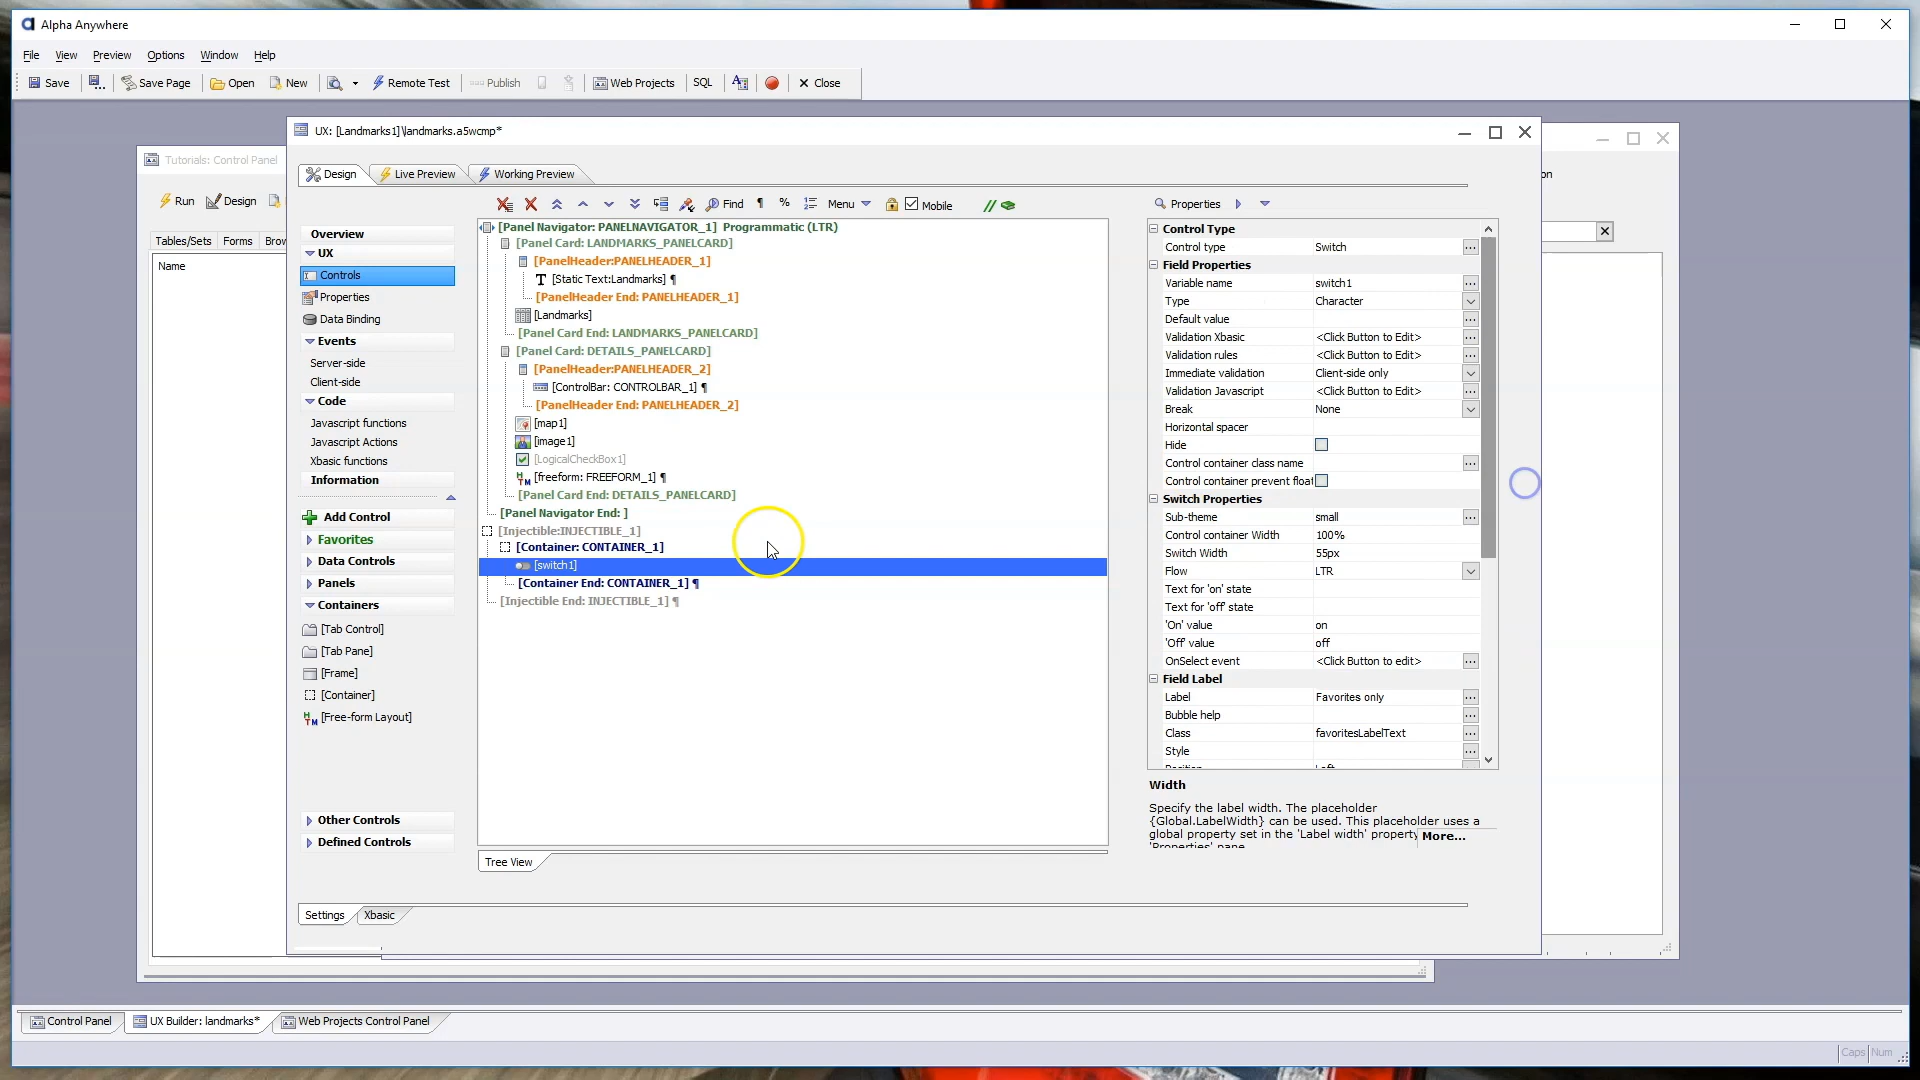 Alpha Anywhere
File View Preview Options Window Help
Save Save Page Open New Remote Test Publish Web Projects SQL Close
UX: [Landmarks1]\landmarks.a5wcmp*
Tutorials: Control Panel
Design Live Preview Working Preview
Run Design
Find ¶ % Menu Mobile //
Properties
Tables/Sets Forms
Name
Overview
UX
Controls
Properties
Data Binding
Events
Server-side
Client-side
Code
Javascript functions
Javascript Actions
Xbasic functions
Information
Add Control
Favorites
Data Controls
Panels
Containers
[Tab Control]
[Tab Pane]
[Frame]
[Container]
[Free-form Layout]
Other Controls
Defined Controls
[Panel Navigator: PANELNAVIGATOR_1] Programmatic (LTR)
[Panel Card: LANDMARKS_PANELCARD]
[PanelHeader:PANELHEADER_1]
[Static Text:Landmarks] ¶
[PanelHeader End: PANELHEADER_1]
[Landmarks]
[Panel Card End: LANDMARKS_PANELCARD]
[Panel Card: DETAILS_PANELCARD]
[PanelHeader:PANELHEADER_2]
[ControlBar: CONTROLBAR_1] ¶
[PanelHeader End: PANELHEADER_2]
[map1]
[image1]
[LogicalCheckBox1]
[freeform: FREEFORM_1] ¶
[Panel Card End: DETAILS_PANELCARD]
[Panel Navigator End: ]
[Injectible:INJECTIBLE_1]
[Container: CONTAINER_1]
[switch1]
[Container End: CONTAINER_1] ¶
[Injectible End: INJECTIBLE_1] ¶
Tree View
Control Type
Control type Switch
Field Properties
Variable name switch1
Type Character
Default value
Validation Xbasic <Click Button to Edit>
Validation rules <Click Button to Edit>
Immediate validation Client-side only
Validation Javascript <Click Button to Edit>
Break None
Horizontal spacer
Hide
Control container class name
Control container prevent float
Switch Properties
Sub-theme small
Control container Width 100%
Switch Width 55px
Flow LTR
Text for 'on' state
Text for 'off' state
'On' value on
'Off' value off
OnSelect event <Click Button to edit>
Field Label
Label Favorites only
Bubble help
Class favoritesLabelText
Style
Width
Specify the label width. The placeholder
{Global.LabelWidth} can be used. This placeholder uses a
global property set in the 'Label width' property
More...
'Properties' pane
Settings Xbasic
Control Panel UX Builder: landmarks* Web Projects Control Panel
Caps Num